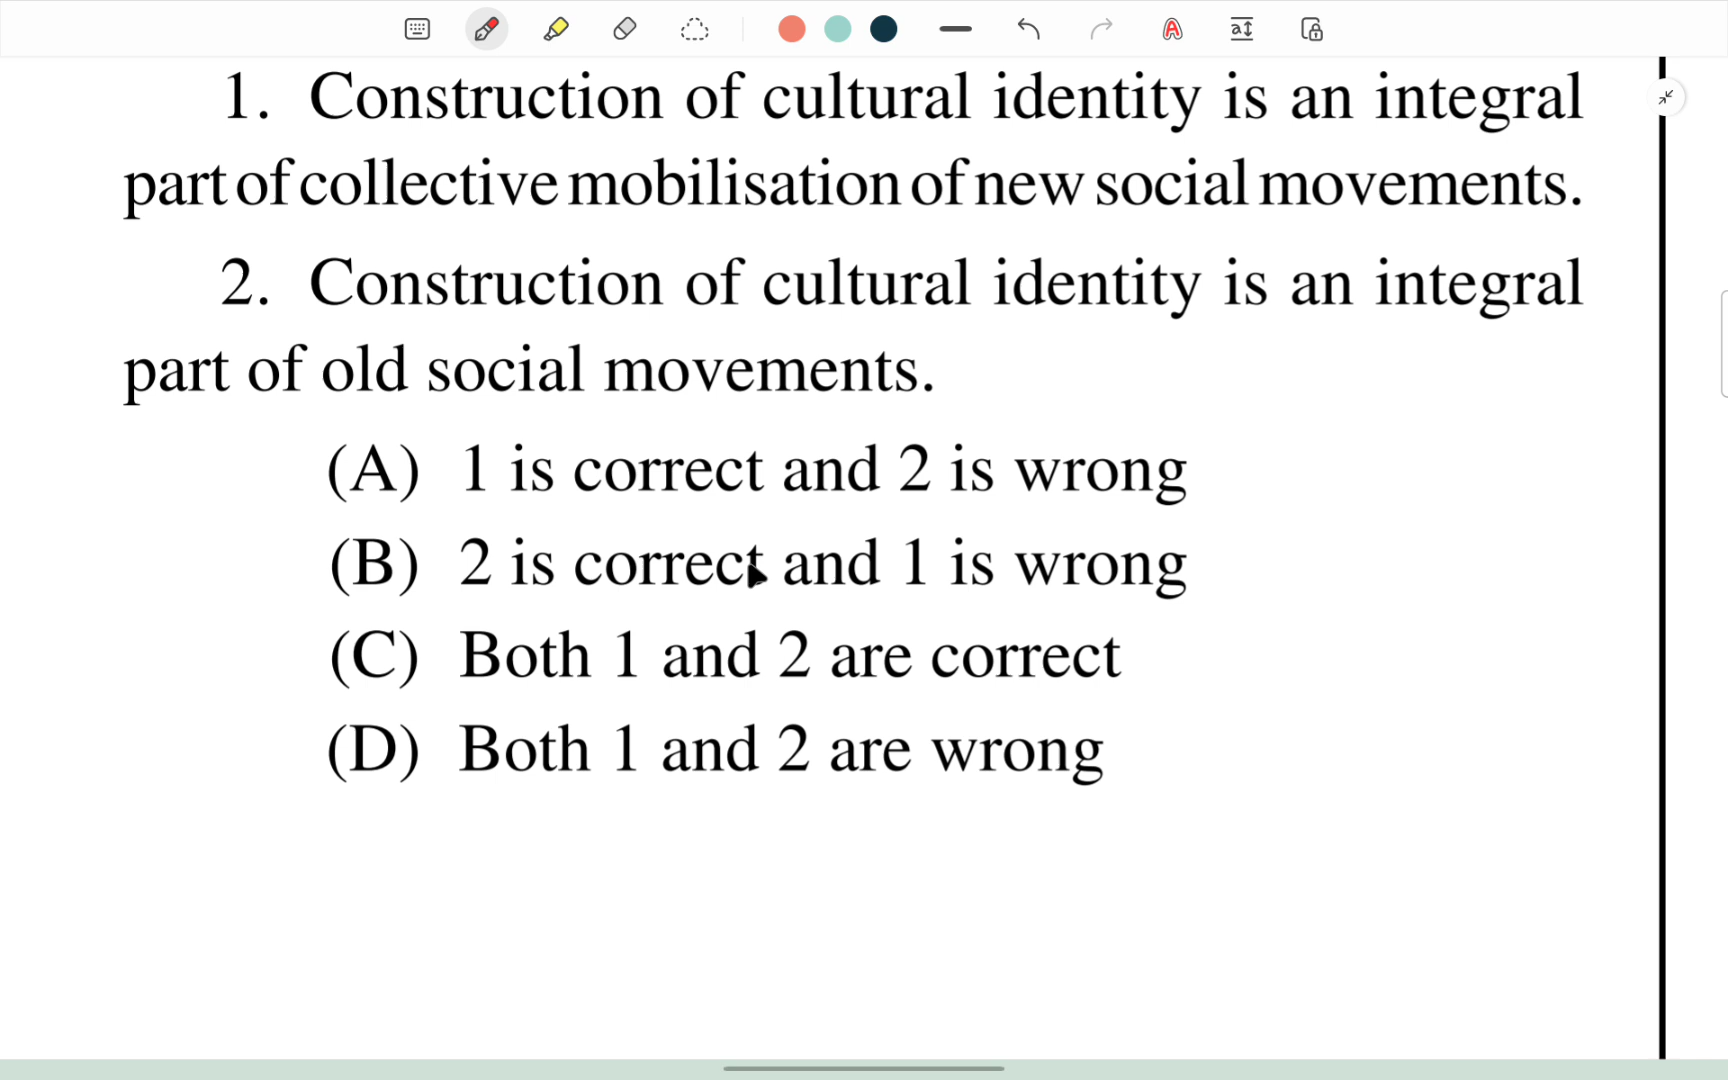 1. Construction of cultural identity is an integral
part of collective mobilisation of new social movements.
2. Construction of cultural identity is an integral
part of old social movements.
(A) 1 is correct and 2 is wrong
(B) 2 is correct and 1 is wrong
(C) Both 1 and 2 are correct
(D) Both 1 and 2 are wrong